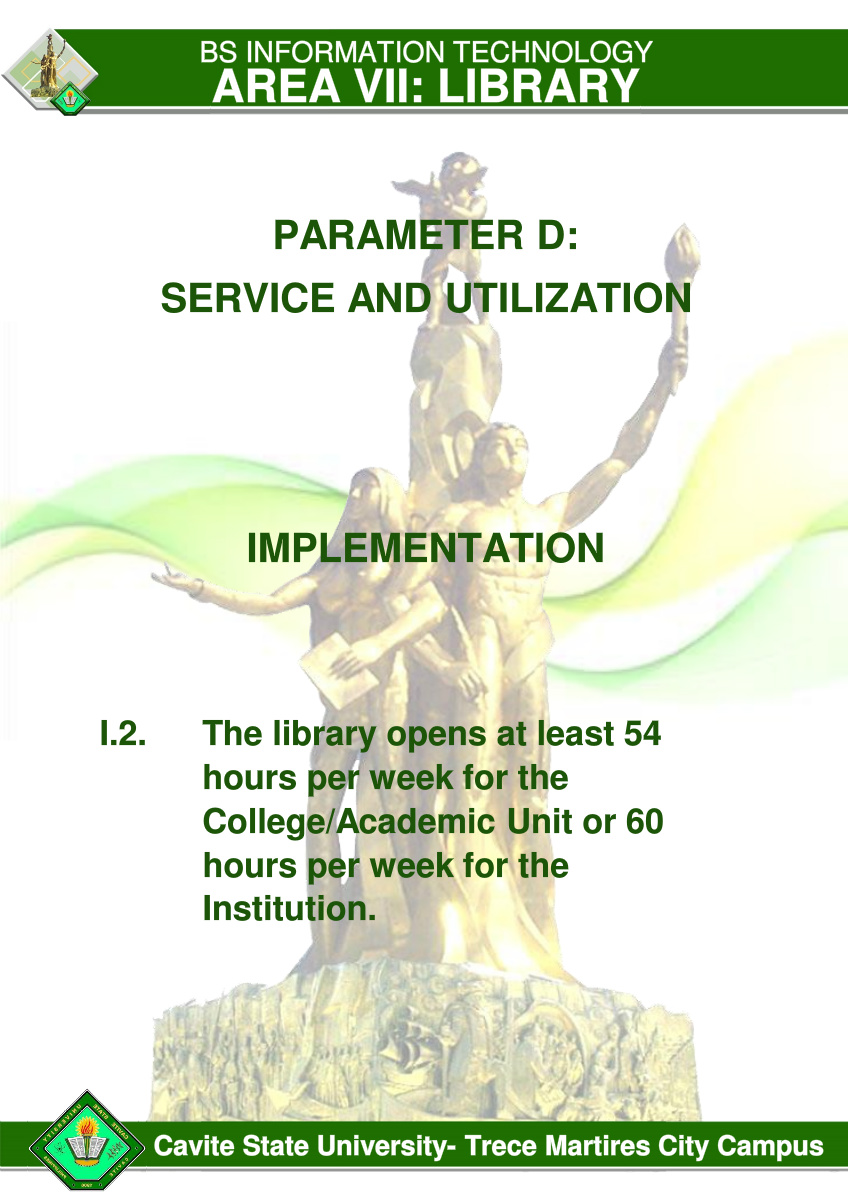 BS INFORMATION TECHNOLOGY
AREA VII: LIBRARY
PARAMETER D:
SERVICE AND UTILIZATION
IMPLEMENTATION
I.2. The library opens at least 54
hours per week for the
College/Academic Unit or 60
hours per week for the
Institution.
Cavite State University- Trece Martires City Campus